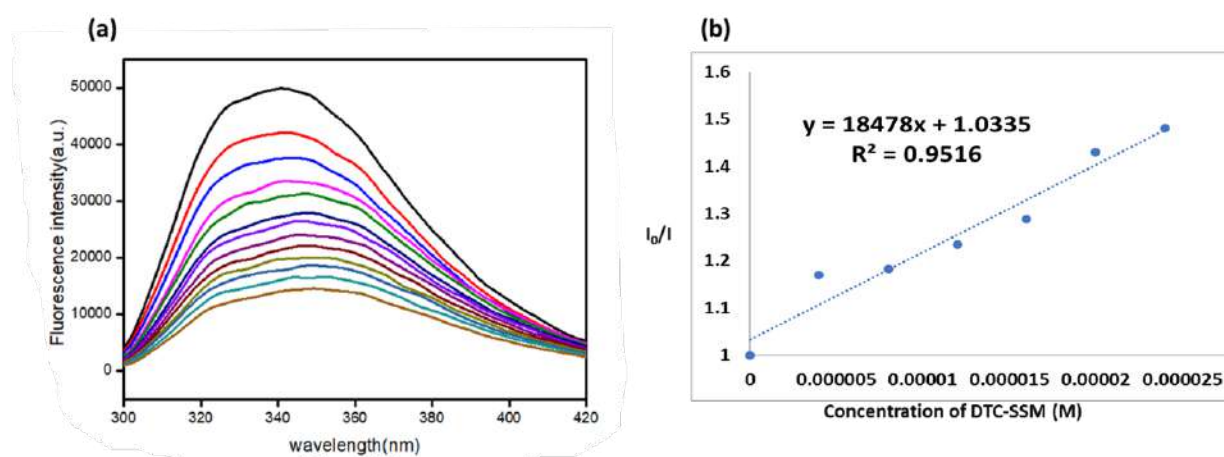 (a)
50000
40000
30000
20000
10000
0
Fluorescence intensity(a.u.)
300 320 340 360 380 400 420
wavelength(nm)
(b)
1.6
1.5
1.4
1.3
1.2
1.1
1
I₀/I
y = 18478x + 1.0335
R² = 0.9516
0 0.000005 0.00001 0.000015 0.00002 0.000025
Concentration of DTC-SSM (M)